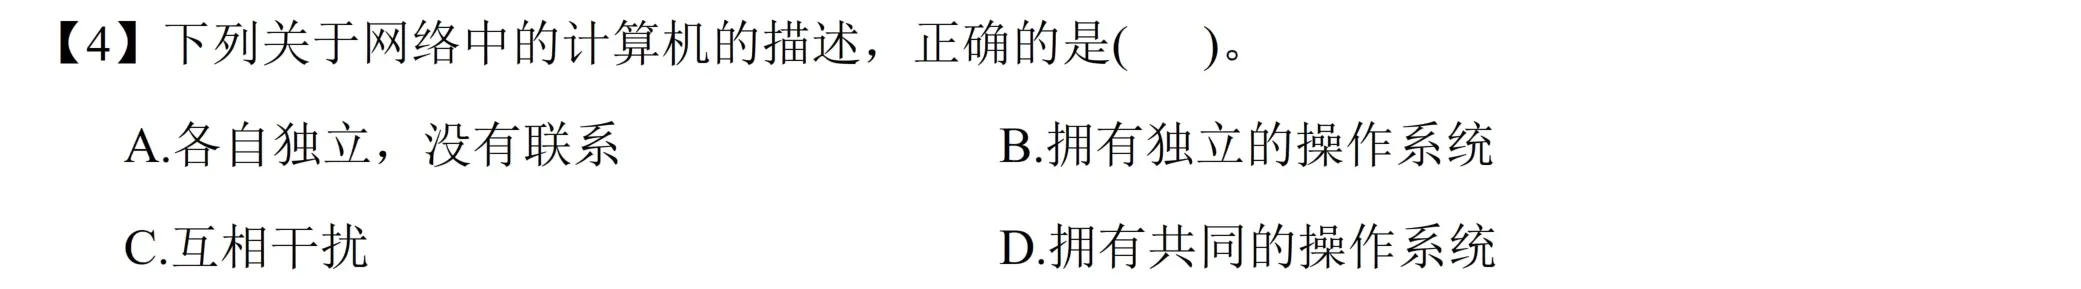 【4】下列关于网络中的计算机的描述，正确的是(　　)。
A.各自独立，没有联系　　B.拥有独立的操作系统
C.互相干扰　　D.拥有共同的操作系统